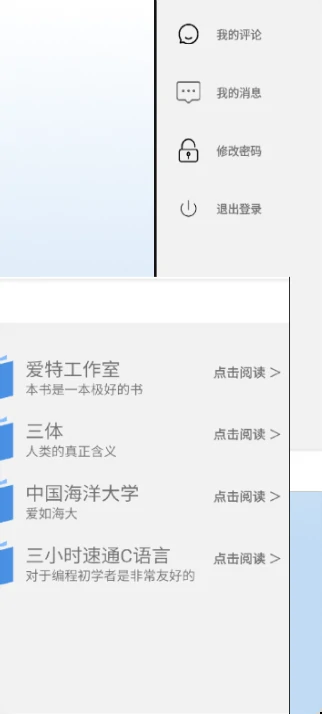 我的评论
我的消息
修改密码
退出登录
爱特工作室
本书是一本极好的书
点击阅读 >
三体
人类的真正含义
点击阅读 >
中国海洋大学
爱如海大
点击阅读 >
三小时速通C语言
对于编程初学者是非常友好的
点击阅读 >